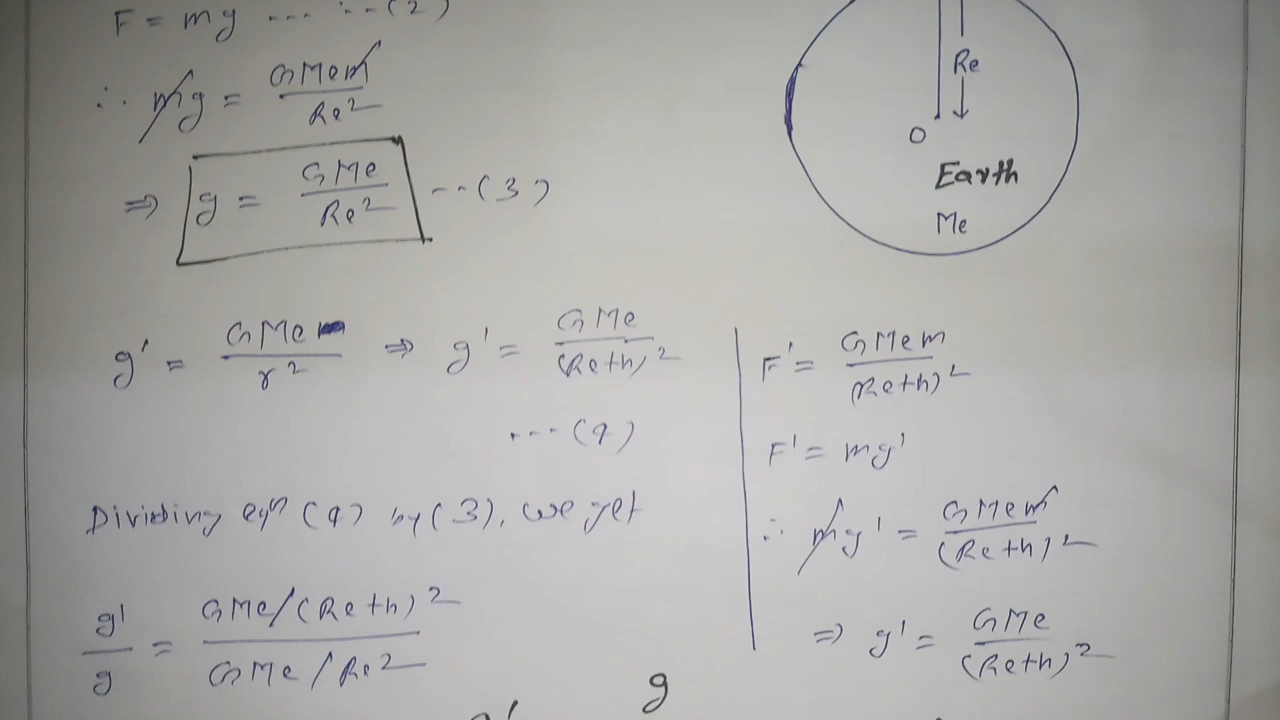 F = mg ... ...(2)
∴ mg = GMem/Re²
⇒ g = GMe/Re² --(3)
Re
O
Earth
Me
g' = GMe/r² ⇒ g' = GMe/(Re+h)²
...(4)
Dividing eqn (4) by (3), we get
g'/g = GMe/(Re+h)² / GMe/Re²
F' = GMem/(Re+h)²
F' = mg'
∴ mg' = GMem/(Re+h)²
⇒ g' = GMe/(Re+h)²
g